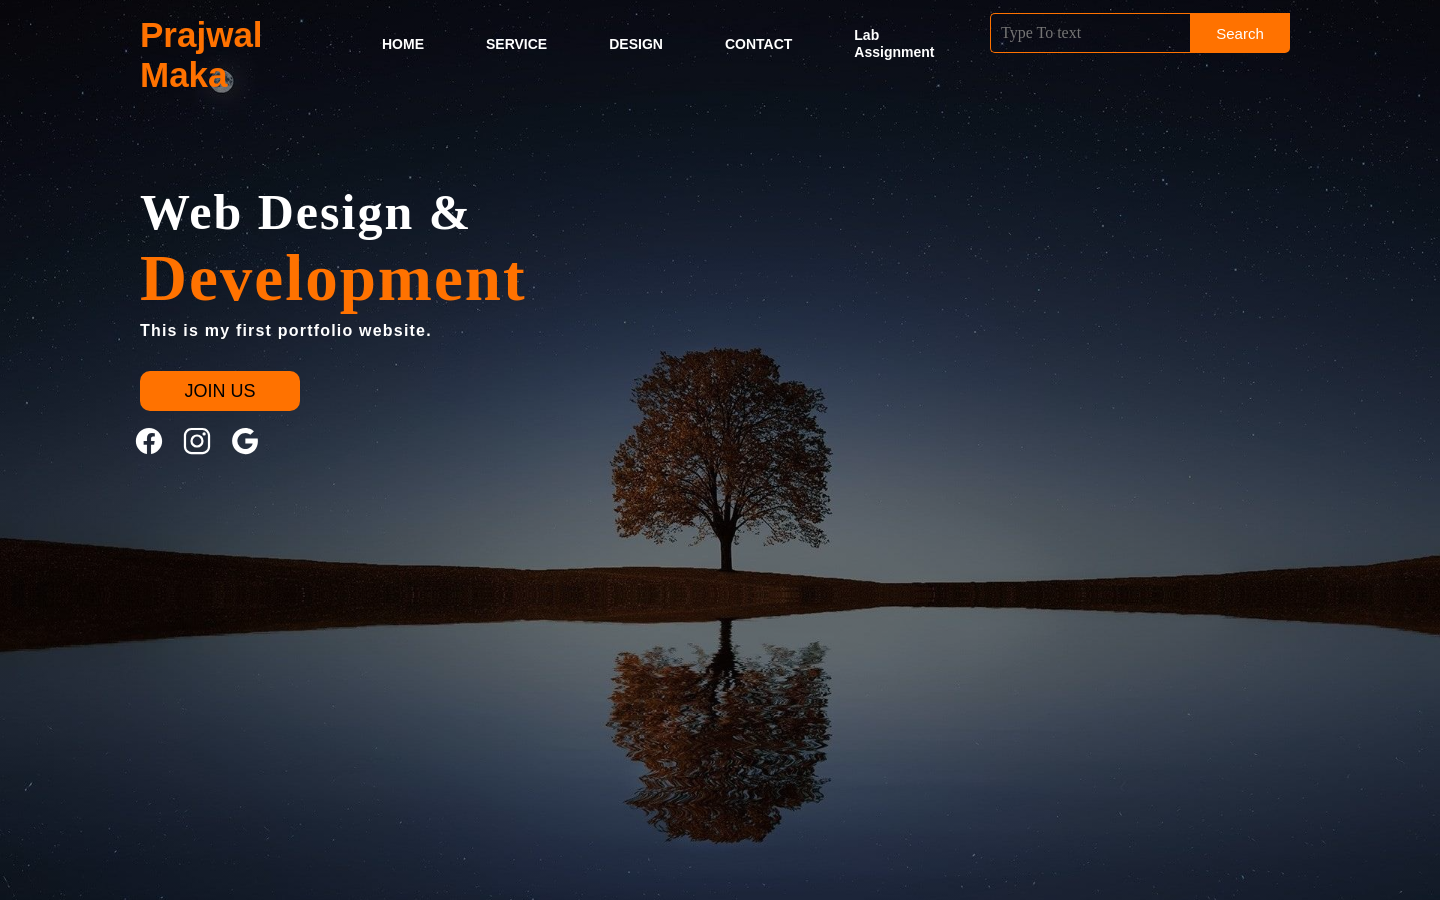 Prajwal
Maka
HOME
SERVICE
DESIGN
CONTACT
Lab
Assignment
Type To text
Search
Web Design &
Development
This is my first portfolio website.
JOIN US